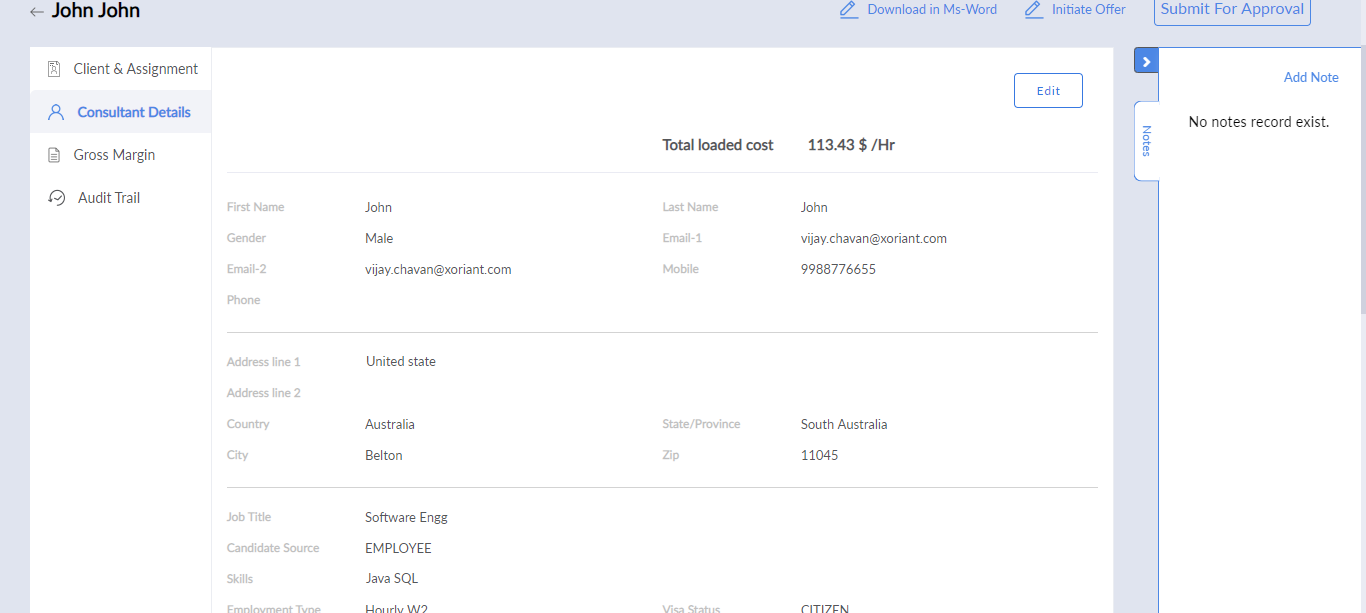 John John
Download in Ms-Word
Initiate Offer
Submit For Approval
Client & Assignment
Consultant Details
Gross Margin
Audit Trail
Edit
Total loaded cost 113.43 $ /Hr
First Name John Last Name John
Gender Male Email-1 vijay.chavan@xoriant.com
Email-2 vijay.chavan@xoriant.com Mobile 9988776655
Phone
Address line 1 United state
Address line 2
Country Australia State/Province South Australia
City Belton Zip 11045
Job Title Software Engg
Candidate Source EMPLOYEE
Skills Java SQL
Employment Type Hourly W2 Visa Status CITIZEN
Notes
Add Note
No notes record exist.